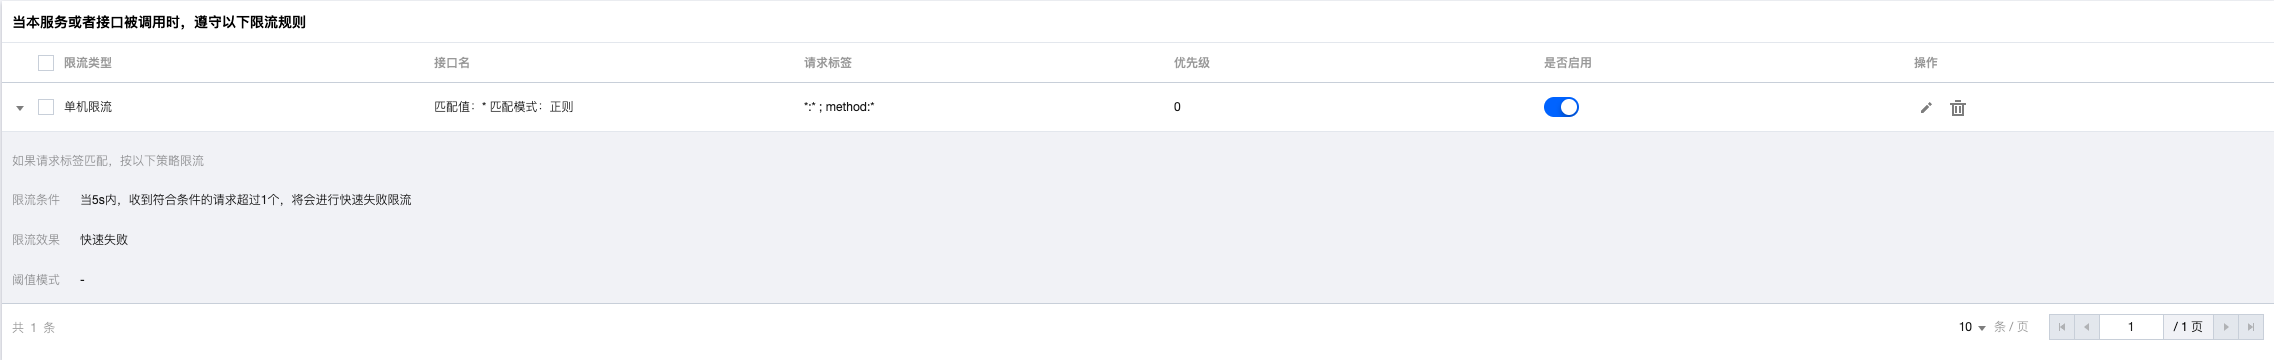 当本服务或者接口被调用时，遵守以下限流规则
限流类型 接口名 请求标签 优先级 是否启用 操作
单机限流 匹配值：* 匹配模式：正则 *:* ; method:* 0
如果请求标签匹配，按以下策略限流
限流条件 当5s内，收到符合条件的请求超过1个，将会进行快速失败限流
限流效果 快速失败
阈值模式 -
共 1 条 10 条 / 页 1 / 1 页